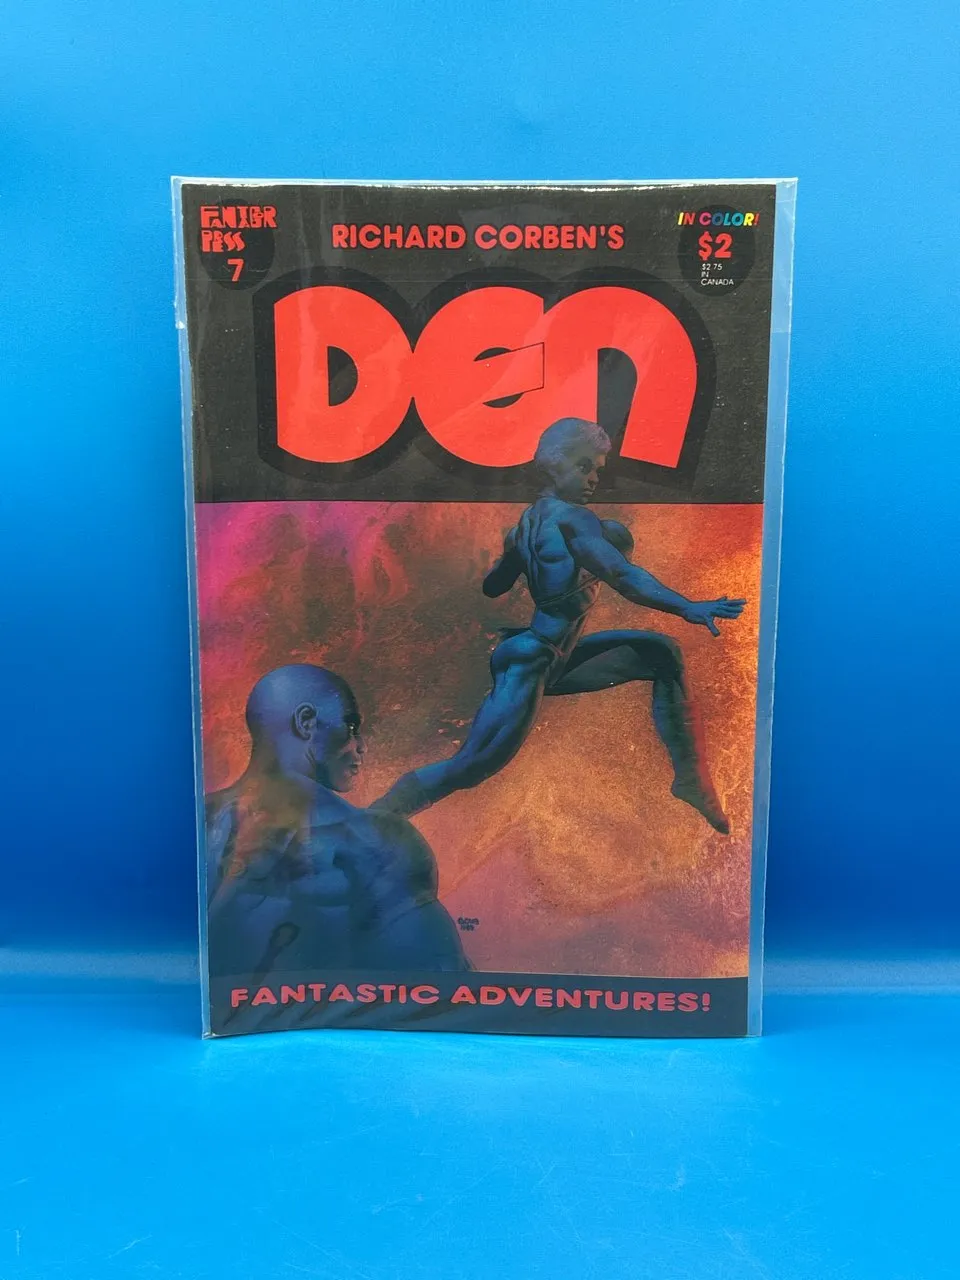 FANTAGOR
PRESS
7
RICHARD CORBEN'S
IN COLOR!
$2
$2.75
IN
CANADA
DEN
FANTASTIC ADVENTURES!